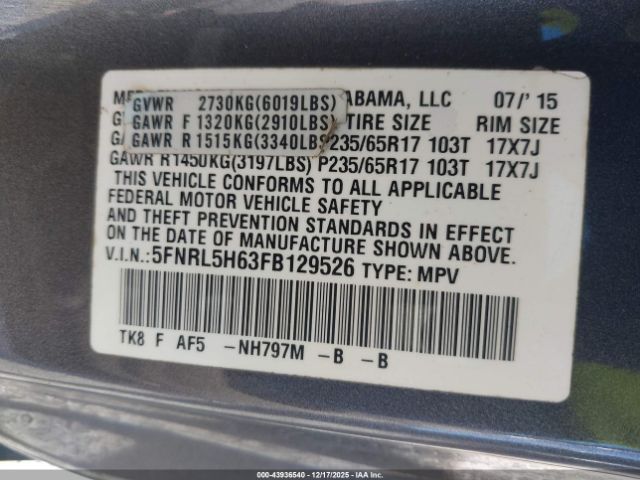 ABAMA, LLC 07/'15
GVWR 2730KG(6019LBS)
GAWR F 1320KG(2910LBS) TIRE SIZE RIM SIZE
GAWR R 1515KG(3340LBS P235/65R17 103T 17X7J
GAWR R1450KG(3197LBS) P235/65R17 103T 17X7J
THIS VEHICLE CONFORMS TO ALL APPLICABLE
FEDERAL MOTOR VEHICLE SAFETY
AND THEFT PREVENTION STANDARDS IN EFFECT
ON THE DATE OF MANUFACTURE SHOWN ABOVE.
V.I.N.:5FNRL5H63FB129526 TYPE: MPV
TK8 F AF5 -NH797M -B -B
000-43936540 - 12/17/2025 - IAAI.COM